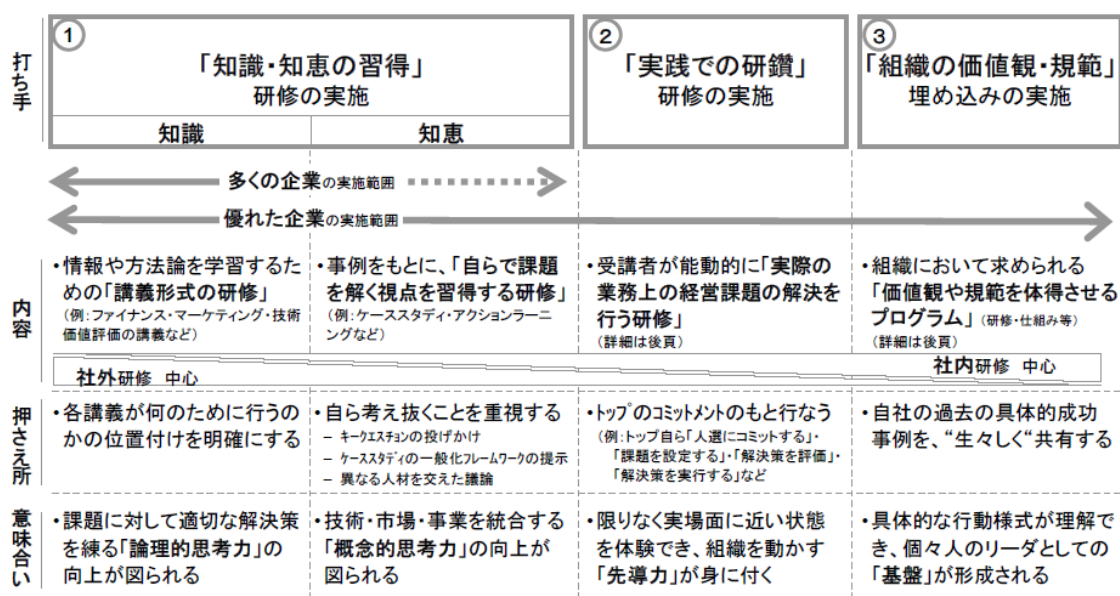 打ち手
①
「知識・知恵の習得」
研修の実施
知識
知恵
②
「実践での研鑽」
研修の実施
③
「組織の価値観・規範」
埋め込みの実施
多くの企業の実施範囲
優れた企業の実施範囲
内容
・情報や方法論を学習するた
めの「講義形式の研修」
(例:ファイナンス・マーケティング・技術
価値評価の講義など)
・事例をもとに、「自らで課題
を解く視点を習得する研修」
(例:ケーススタディ・アクションラーニ
ングなど)
・受講者が能動的に「実際の
業務上の経営課題の解決を
行う研修」
(詳細は後頁)
・組織において求められる
「価値観や規範を体得させる
プログラム」(研修・仕組み等)
(詳細は後頁)
社外研修 中心
社内研修 中心
押さえ所
・各講義が何のために行うの
かの位置付けを明確にする
・自ら考え抜くことを重視する
− キークエスチョンの投げかけ
− ケーススタディの一般化フレームワークの提示
− 異なる人材を交えた議論
・トップのコミットメントのもと行なう
(例:トップ自ら「人選にコミットする」・
「課題を設定する」・「解決策を評価」・
「解決策を実行する」など
・自社の過去の具体的成功
事例を、“生々しく“共有する
意味合い
・課題に対して適切な解決策
を練る「論理的思考力」の
向上が図られる
・技術・市場・事業を統合する
「概念的思考力」の向上が
図られる
・限りなく実場面に近い状態
を体験でき、組織を動かす
「先導力」が身に付く
・具体的な行動様式が理解で
き、個々人のリーダとしての
「基盤」が形成される